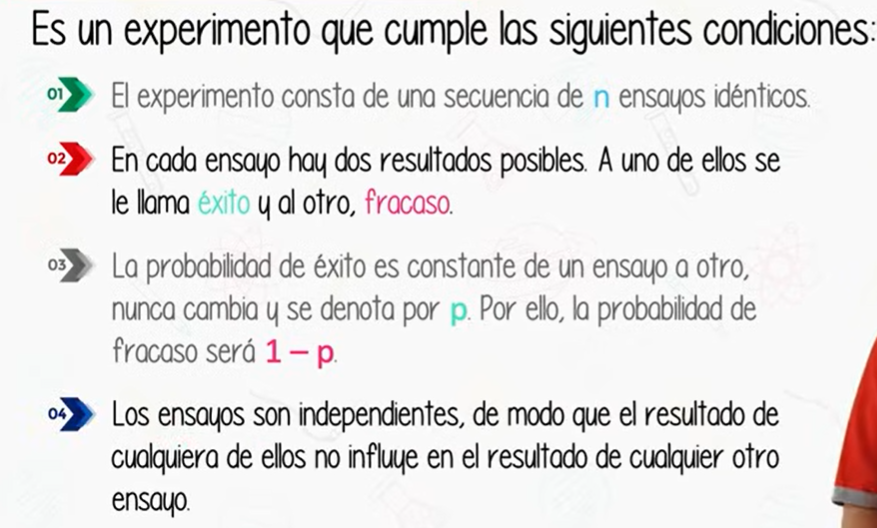 Es un experimento que cumple las siguientes condiciones:
01 El experimento consta de una secuencia de n ensayos idénticos.
02 En cada ensayo hay dos resultados posibles. A uno de ellos se
le llama éxito y al otro, fracaso.
03 La probabilidad de éxito es constante de un ensayo a otro,
nunca cambia y se denota por p. Por ello, la probabilidad de
fracaso será 1 – p.
04 Los ensayos son independientes, de modo que el resultado de
cualquiera de ellos no influye en el resultado de cualquier otro
ensayo.